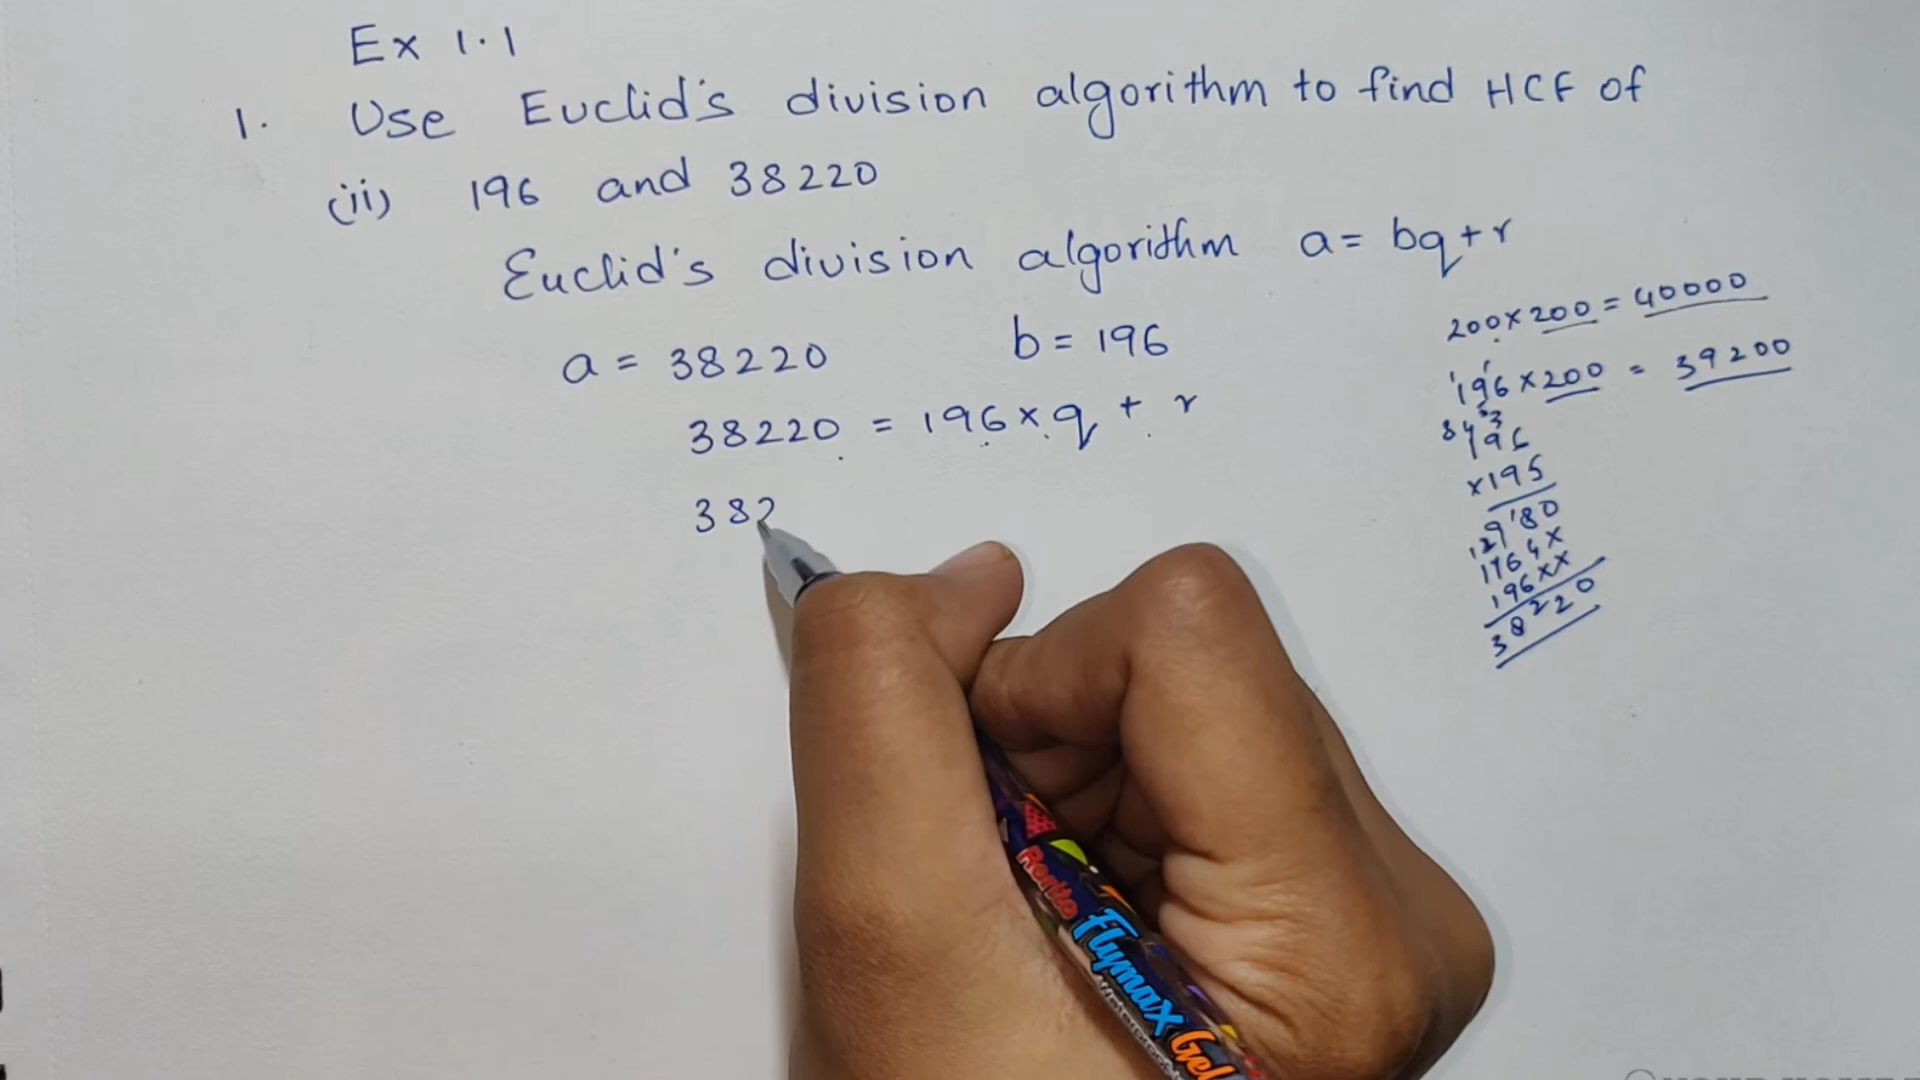 Ex 1.1
1. Use Euclid's division algorithm to find HCF of
(ii) 196 and 38220
Euclid's division algorithm a = bq + r
a = 38220 b = 196
38220 = 196 × q + r
382
200 × 200 = 40000
196 × 200 = 39200
196
× 195
980
1764×
196××
38220
Rorito
Flymax
Gel